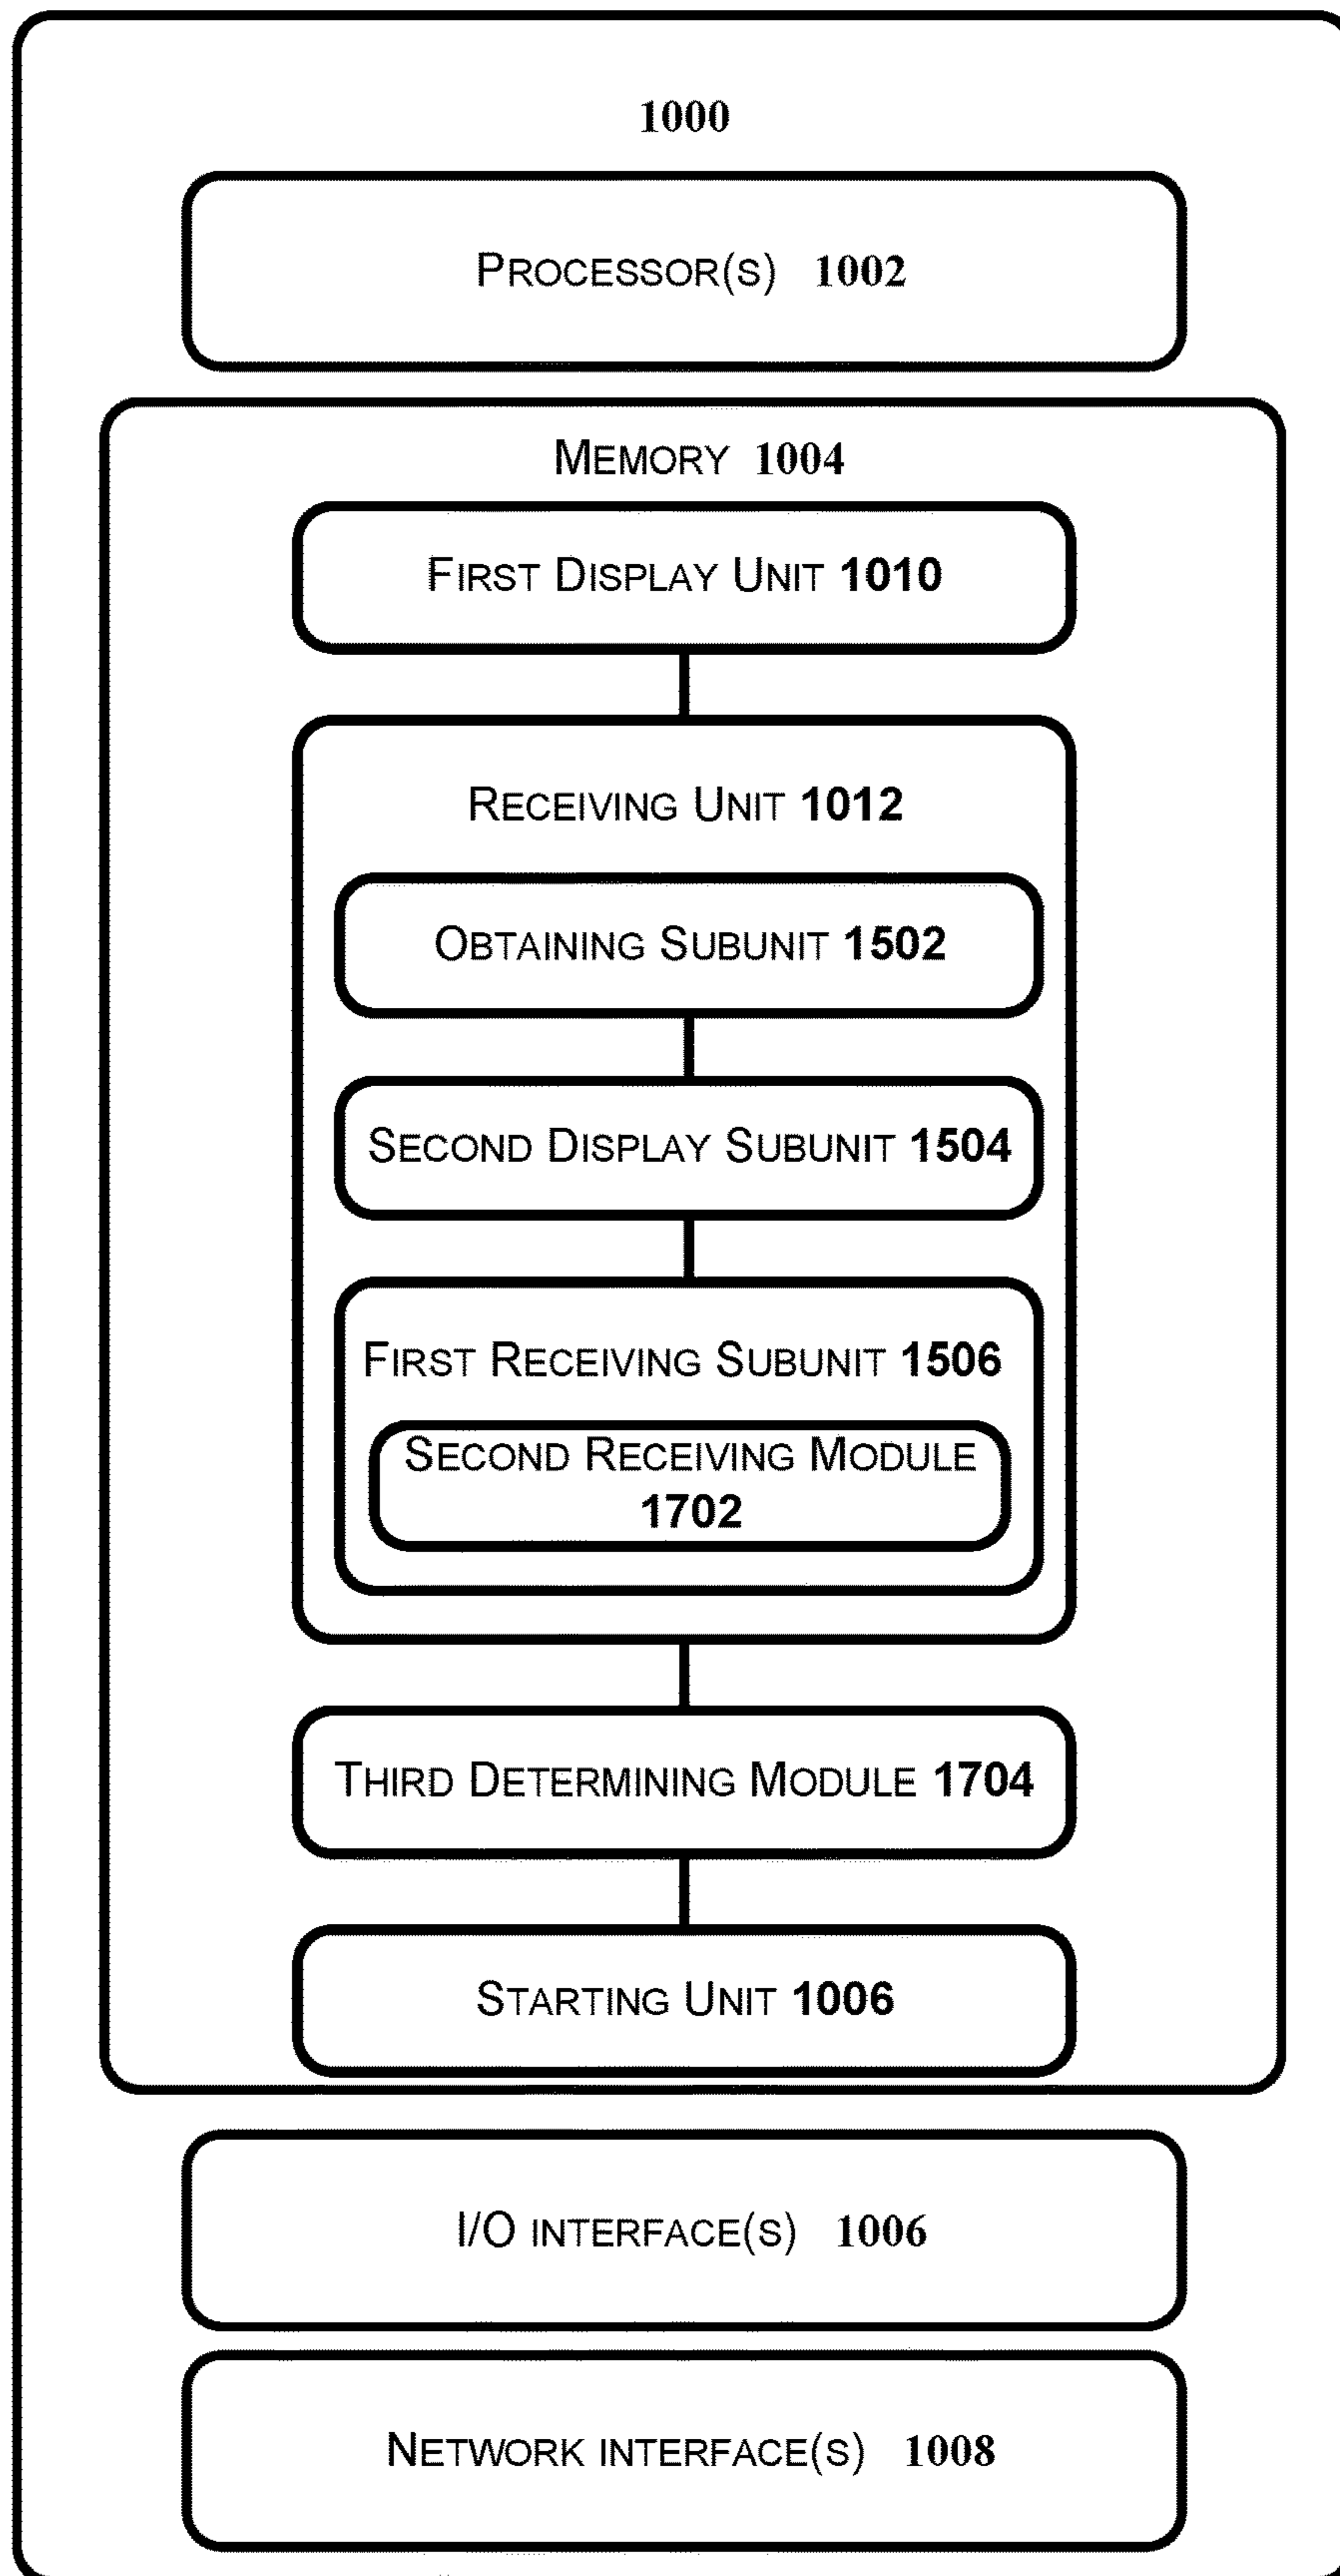 1000
PROCESSOR(S) 1002
MEMORY 1004
FIRST DISPLAY UNIT 1010
RECEIVING UNIT 1012
OBTAINING SUBUNIT 1502
SECOND DISPLAY SUBUNIT 1504
FIRST RECEIVING SUBUNIT 1506
SECOND RECEIVING MODULE
1702
THIRD DETERMINING MODULE 1704
STARTING UNIT 1006
I/O INTERFACE(S) 1006
NETWORK INTERFACE(S) 1008